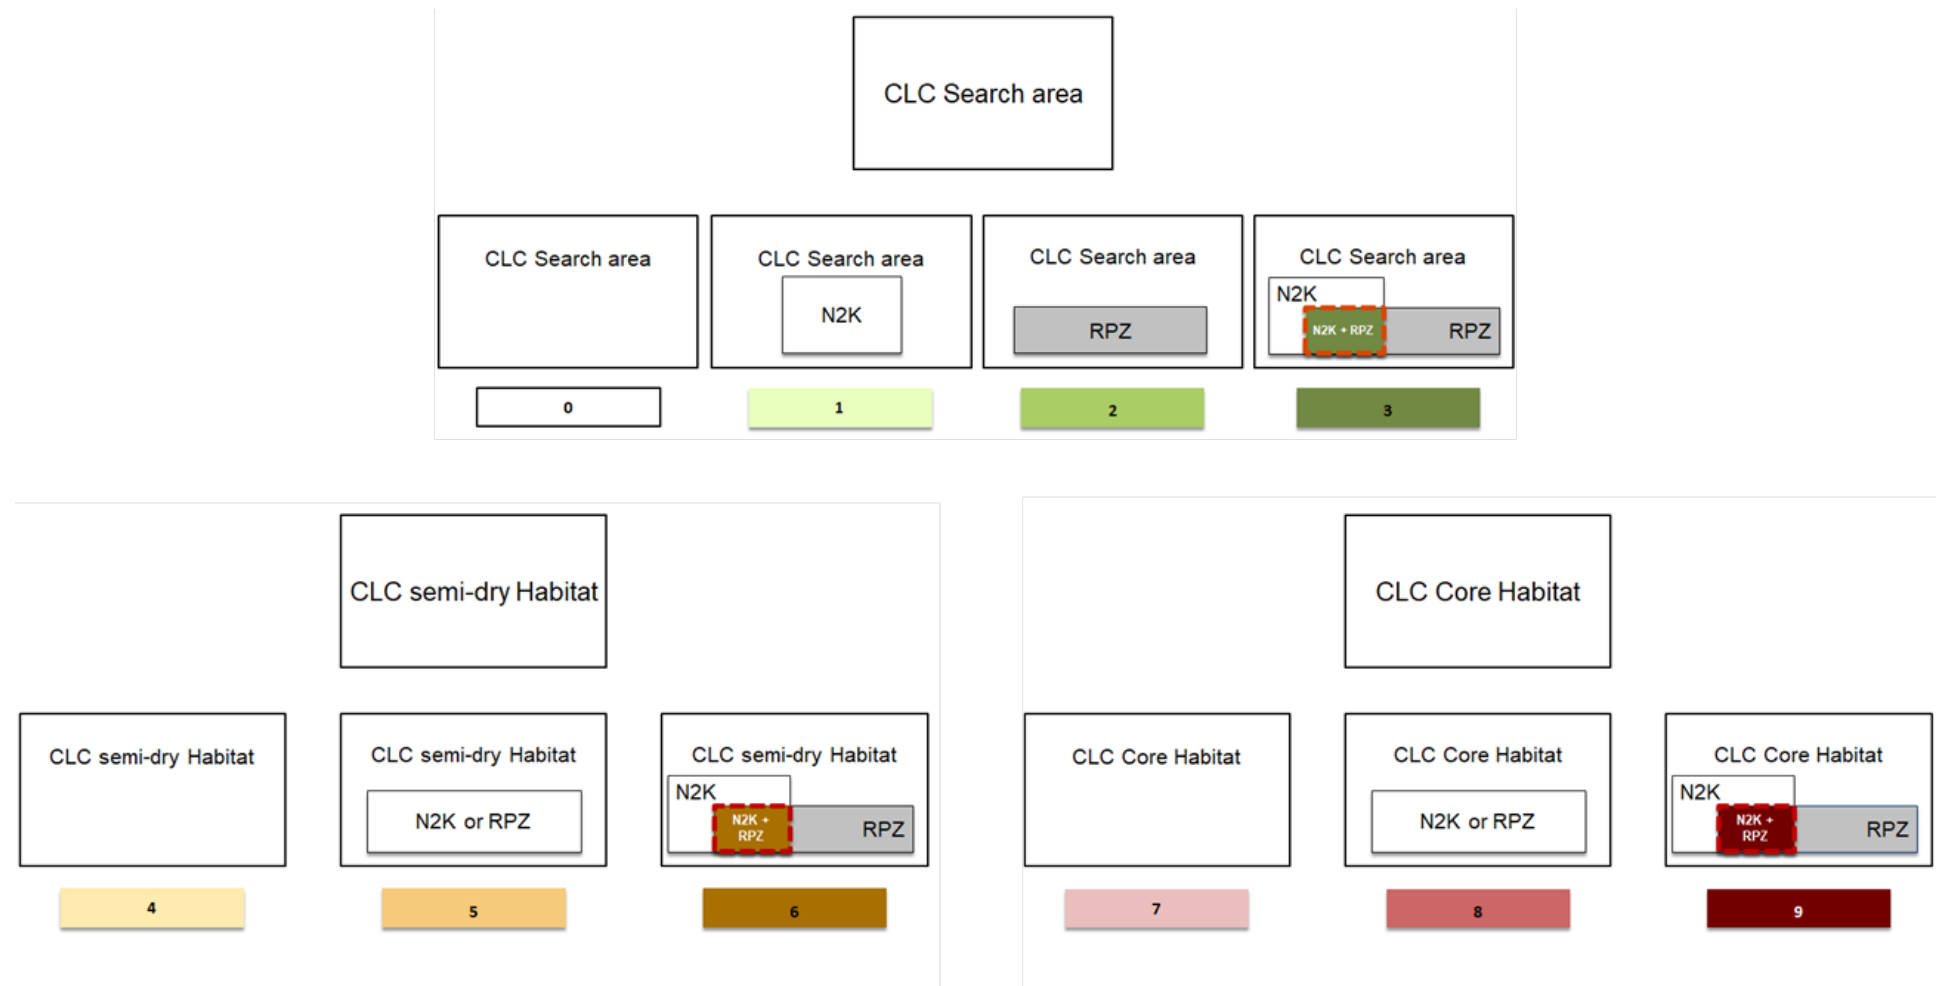 CLC Search area
CLC Search area
CLC Search area
N2K
CLC Search area
RPZ
CLC Search area
N2K
N2K + RPZ
RPZ
0
1
2
3
CLC semi-dry Habitat
CLC semi-dry Habitat
CLC semi-dry Habitat
N2K or RPZ
CLC semi-dry Habitat
N2K
N2K +
RPZ
RPZ
4
5
6
CLC Core Habitat
CLC Core Habitat
CLC Core Habitat
N2K or RPZ
CLC Core Habitat
N2K
N2K +
RPZ
RPZ
7
8
9